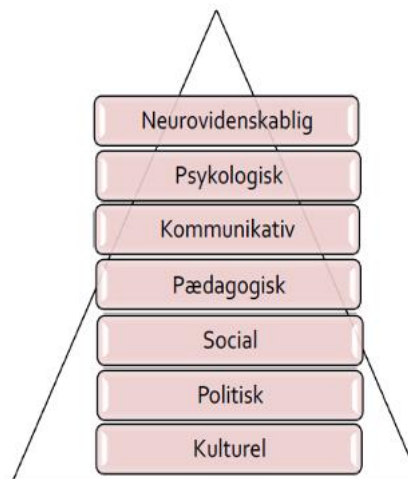 Neurovidenskablig
Psykologisk
Kommunikativ
Pædagogisk
Social
Politisk
Kulturel